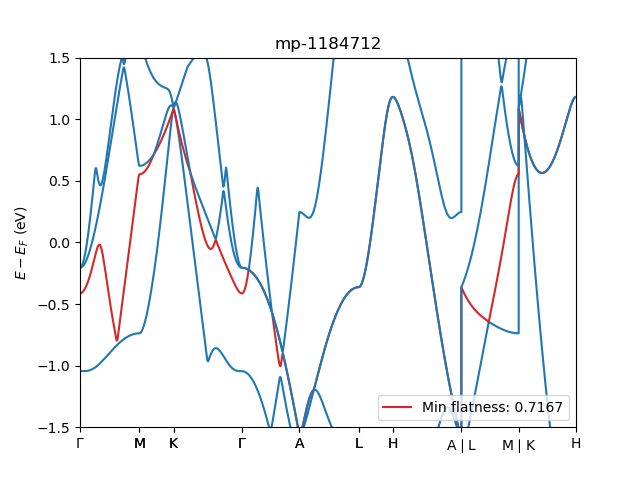 mp-1184712
E − E_F (eV)
1.5
1.0
0.5
0.0
−0.5
−1.0
−1.5
Min flatness: 0.7167
Γ M K Γ A L H A | L M | K H